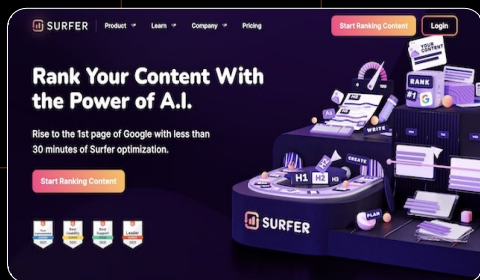 SURFER
Product
Learn
Company
Pricing
Start Ranking Content
Login
Rank Your Content With
the Power of A.I.
Rise to the 1st page of Google with less than
30 minutes of Surfer optimization.
Start Ranking Content
YOUR
CONTENT
RANK
#1
G
WRITE
CREATE
H1
H2
H3
PLAN
SURFER
Leader